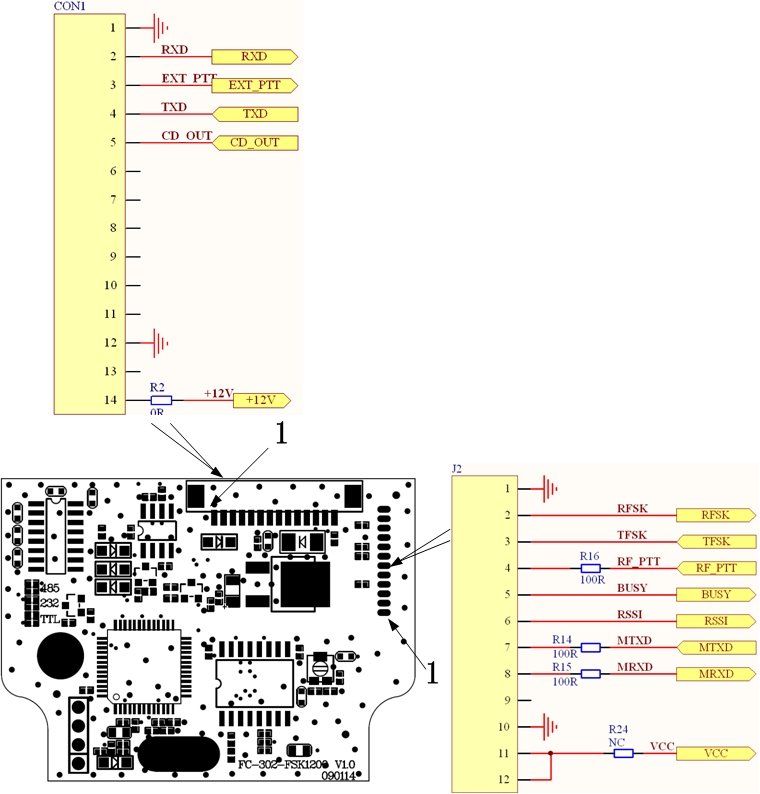 CON1
1
2 RXD RXD
3 EXT_PTT EXT_PTT
4 TXD TXD
5 CD_OUT CD_OUT
6
7
8
9
10
11
12
13
R2
14 +12V +12V
0R
1
J2
1
2 RFSK RFSK
3 TFSK TFSK
R16
4 RF_PTT RF_PTT
100R
5 BUSY BUSY
6 RSSI RSSI
R14
7 MTXD MTXD
100R
R15
8 MRXD MRXD
100R
9
10
R24
NC
11 VCC VCC
12
485
232
TTL
1
FC-302-FSK1200 V1.0
090114